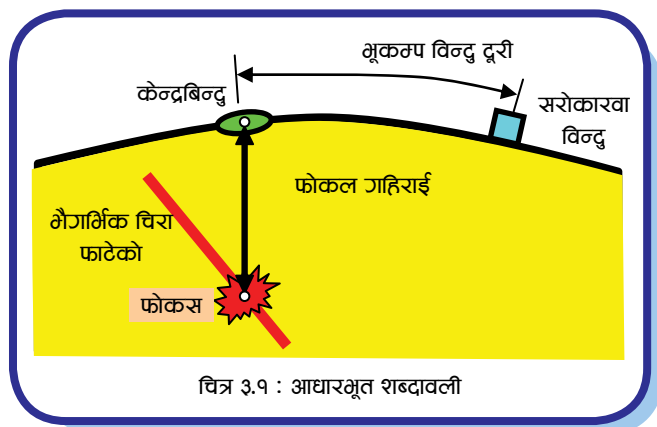 भूकम्प विन्दु दूरी
केन्द्रबिन्दु
सरोकारवा
विन्दु
फोकल गहिराई
भैगर्भिक चिरा
फाटेको
फोकस
चित्र ३.१ : आधारभूत शब्दावली